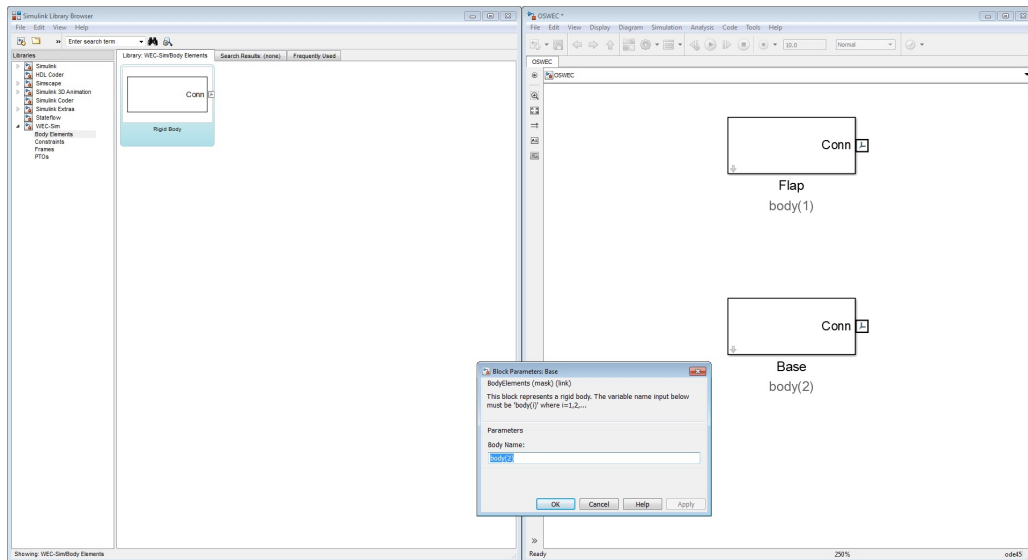 Simulink Library Browser
File Edit View Help
Enter search term
Libraries
Simulink
HDL Coder
Simscape
Simulink 3D Animation
Simulink Coder
Simulink Extras
Stateflow
WEC-Sim
Body Elements
Constraints
Frames
PTOs
Library: WEC-Sim/Body Elements Search Results: (none) Frequently Used
Conn
Rigid Body
Showing: WEC-Sim/Body Elements
OSWEC *
File Edit View Display Diagram Simulation Analysis Code Tools Help
10.0 Normal
OSWEC
OSWEC
Conn
Flap
body(1)
Conn
Base
body(2)
Block Parameters: Base
BodyElements (mask) (link)
This block represents a rigid body. The variable name input below
must be 'body(i)' where i=1,2,...
Parameters
Body Name:
body(2)
OK Cancel Help Apply
Ready 250% ode45